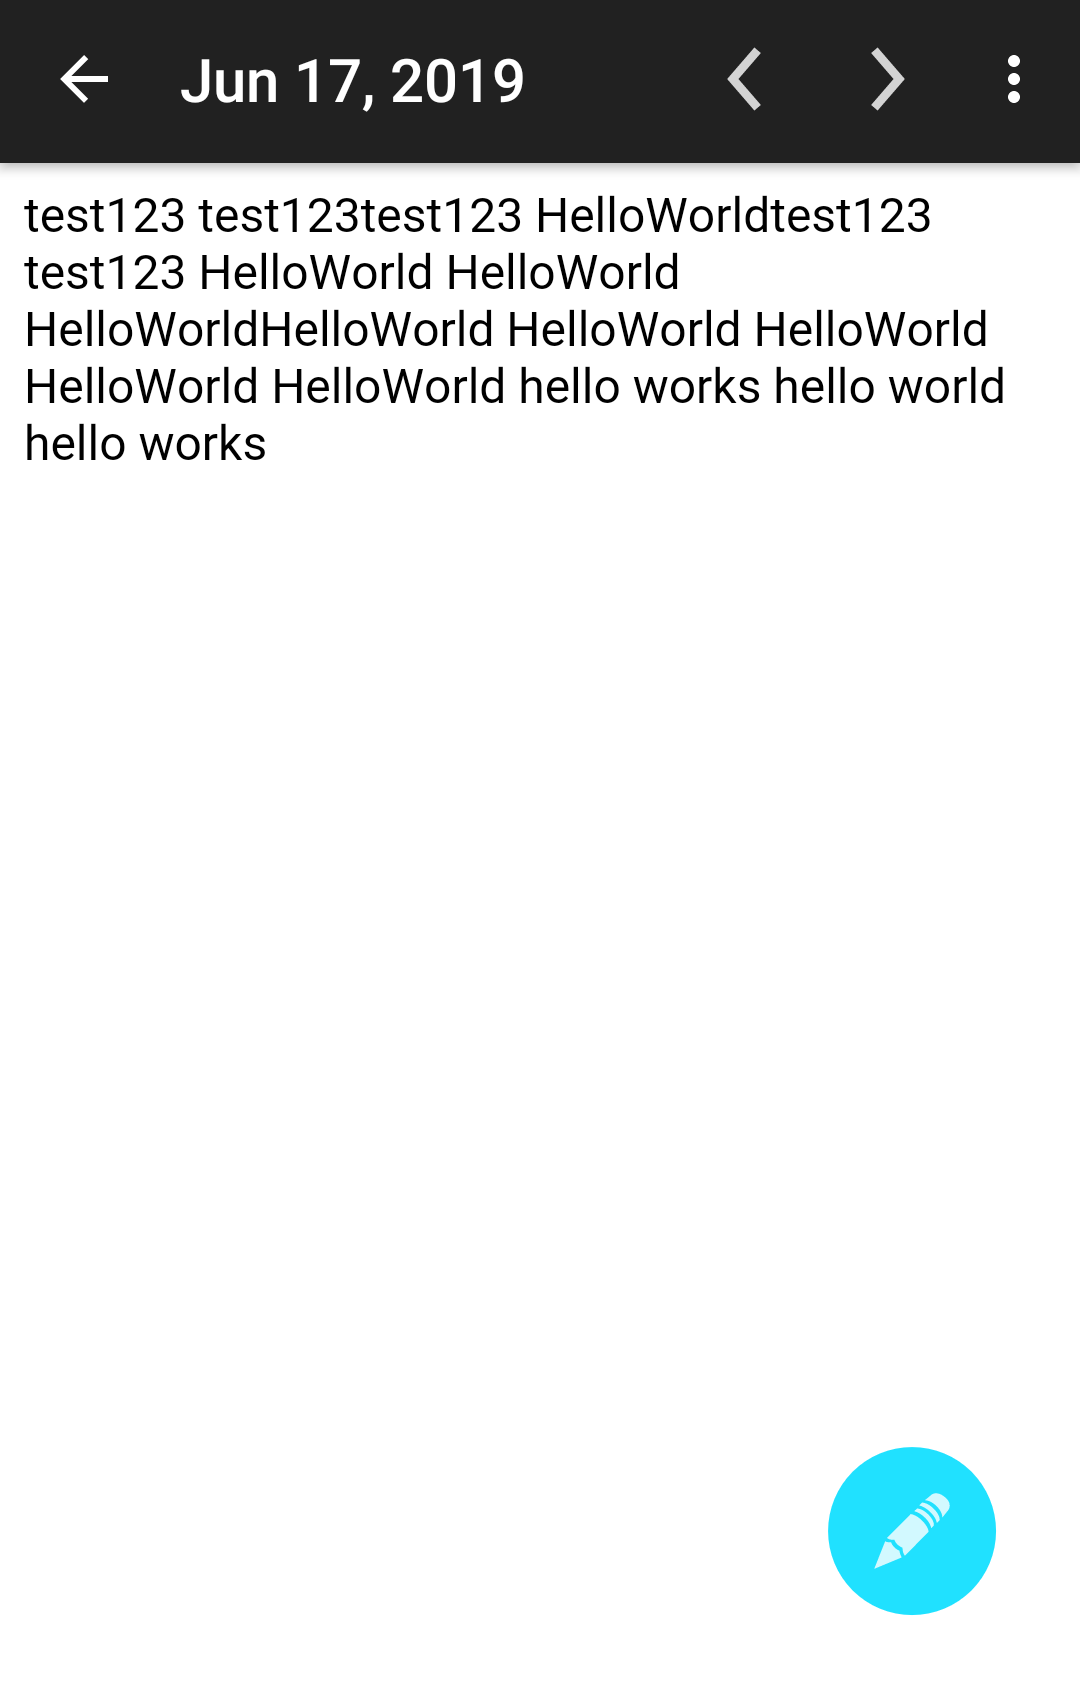 Jun 17, 2019
test123 test123test123 HelloWorldtest123
test123 HelloWorld HelloWorld
HelloWorldHelloWorld HelloWorld HelloWorld
HelloWorld HelloWorld hello works hello world
hello works